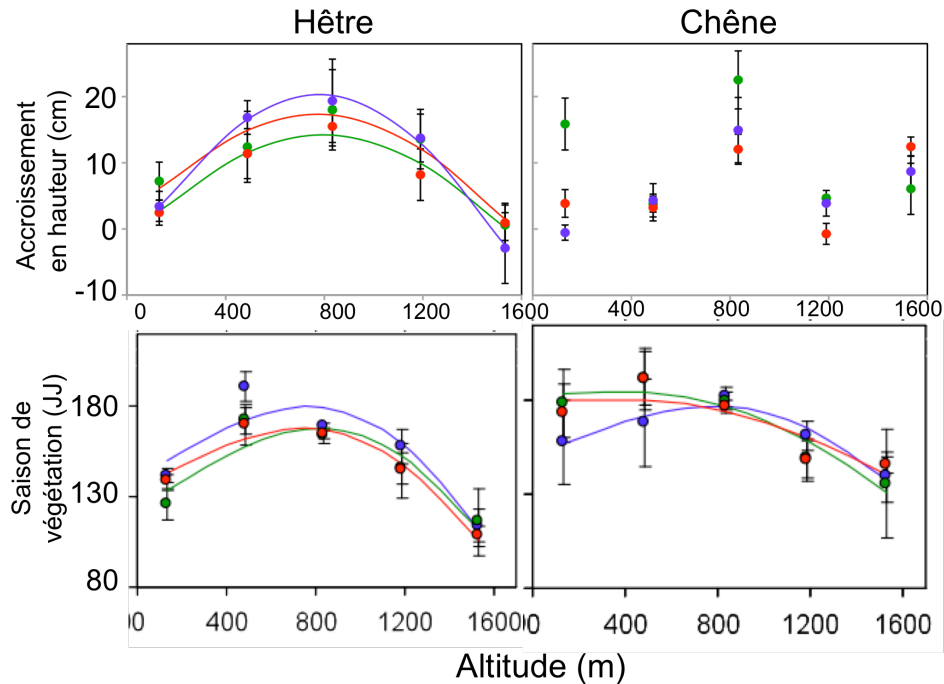 Hêtre
Chêne
Accroissement
en hauteur (cm)
20
10
0
-10
0 400 800 1200 1600
400 800 1200 1600
Saison de
végétation (JJ)
180
130
80
00 400 800 1200 1600
0 400 800 1200 1600
Altitude (m)